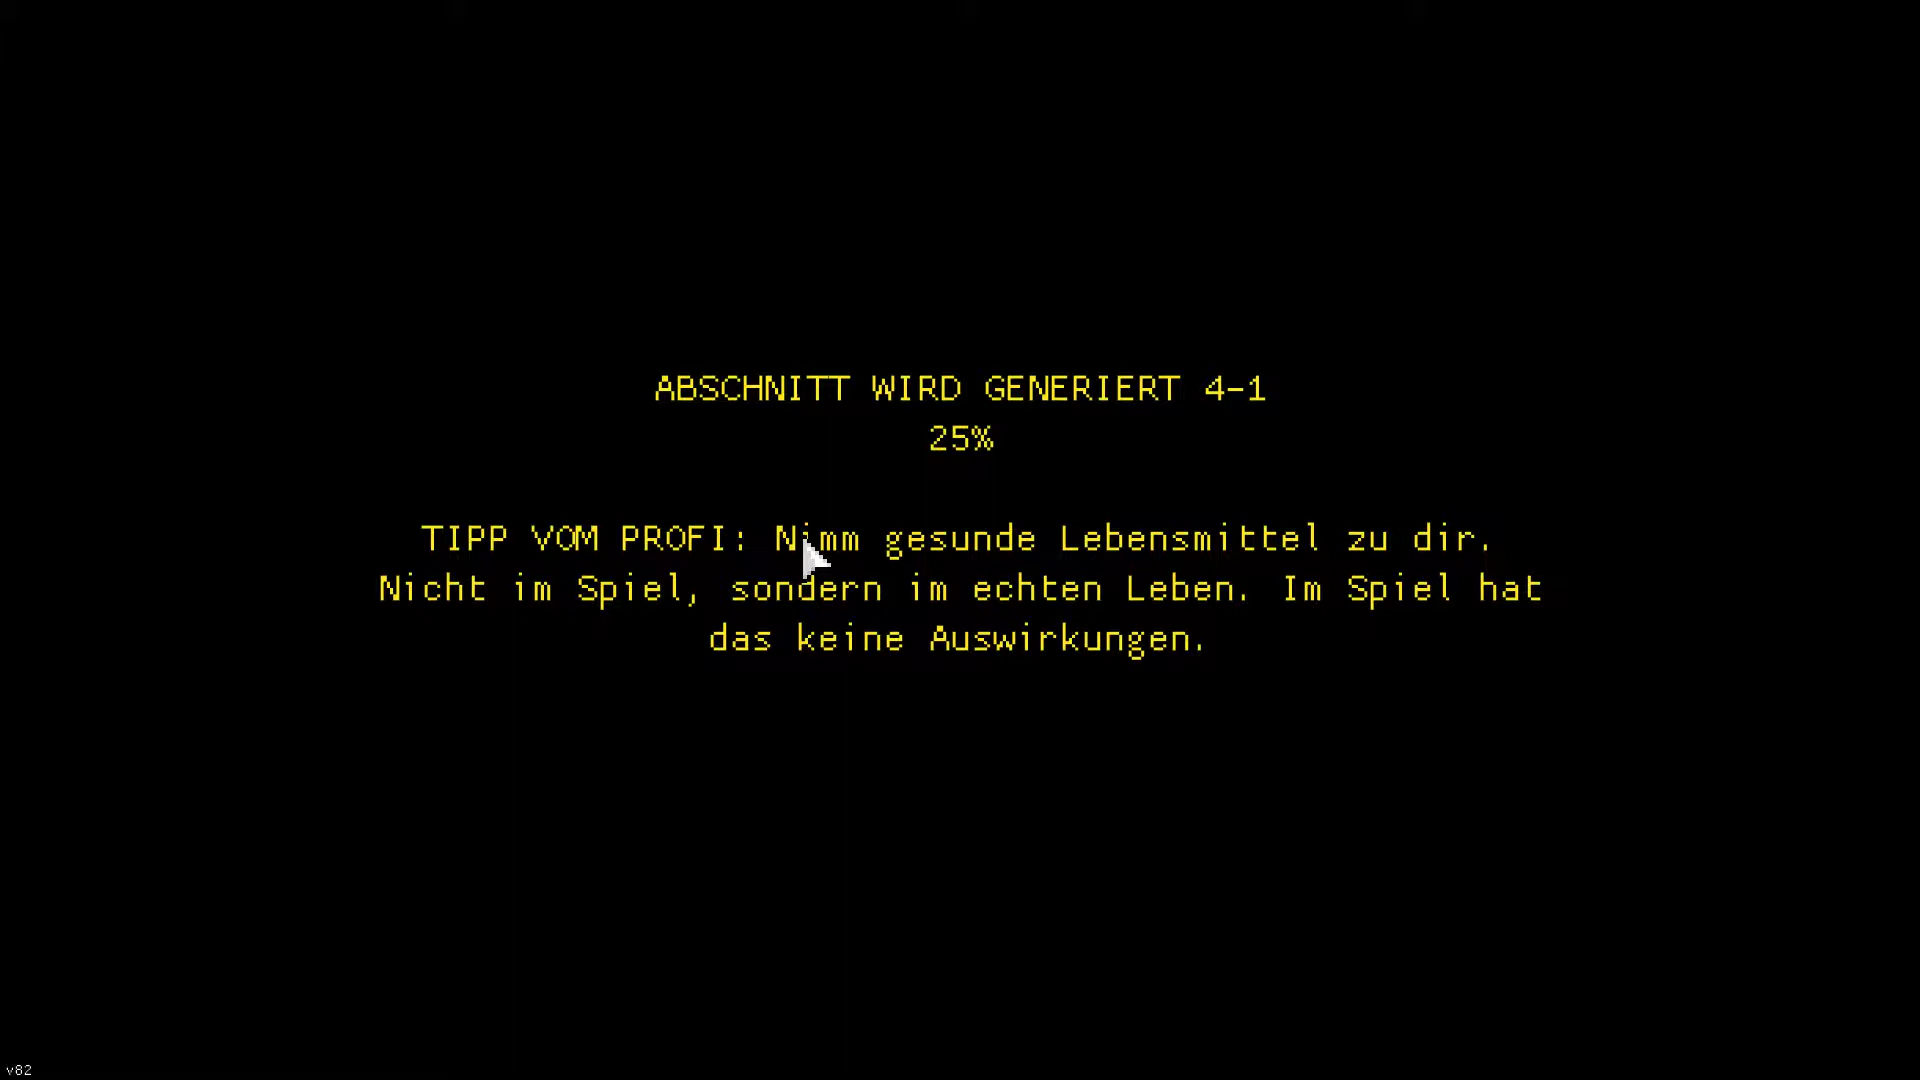 ABSCHNITT WIRD GENERIERT 4-1
25%
TIPP VOM PROFI: Nimm gesunde Lebensmittel zu dir.
Nicht im Spiel, sondern im echten Leben. Im Spiel hat
das keine Auswirkungen.
v82